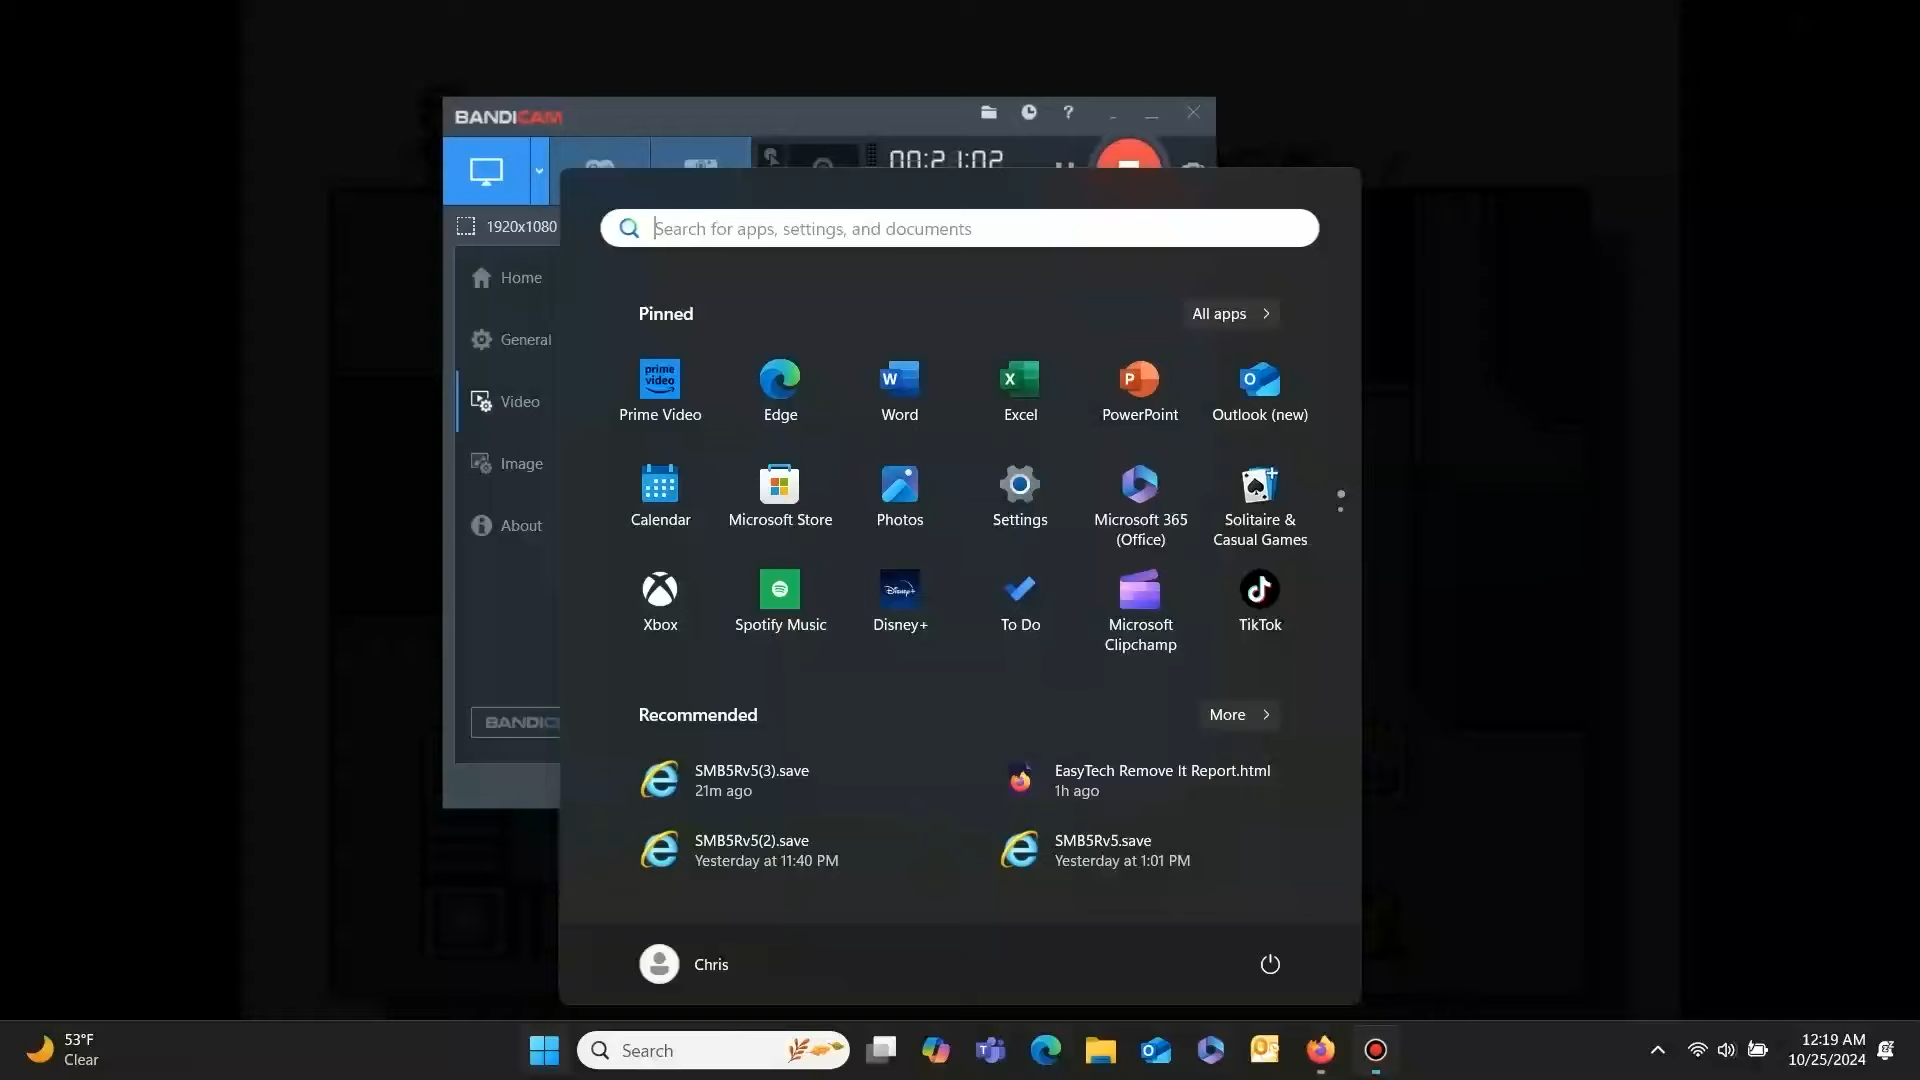 BANDICAM
?
00:21:02
1920x1080
Home
General
Video
Image
About
BANDIC
Search for apps, settings, and documents
Pinned
All apps
prime video
Prime Video
Edge
W
Word
X
Excel
P
PowerPoint
O
Outlook (new)
Calendar
Microsoft Store
Photos
Settings
Microsoft 365
(Office)
Solitaire &
Casual Games
Xbox
Spotify Music
Disney+
Disney+
To Do
Microsoft
Clipchamp
TikTok
Recommended
More
SMB5Rv5(3).save
21m ago
EasyTech Remove It Report.html
1h ago
SMB5Rv5(2).save
Yesterday at 11:40 PM
SMB5Rv5.save
Yesterday at 1:01 PM
Chris
53°F
Clear
Search
12:19 AM
10/25/2024